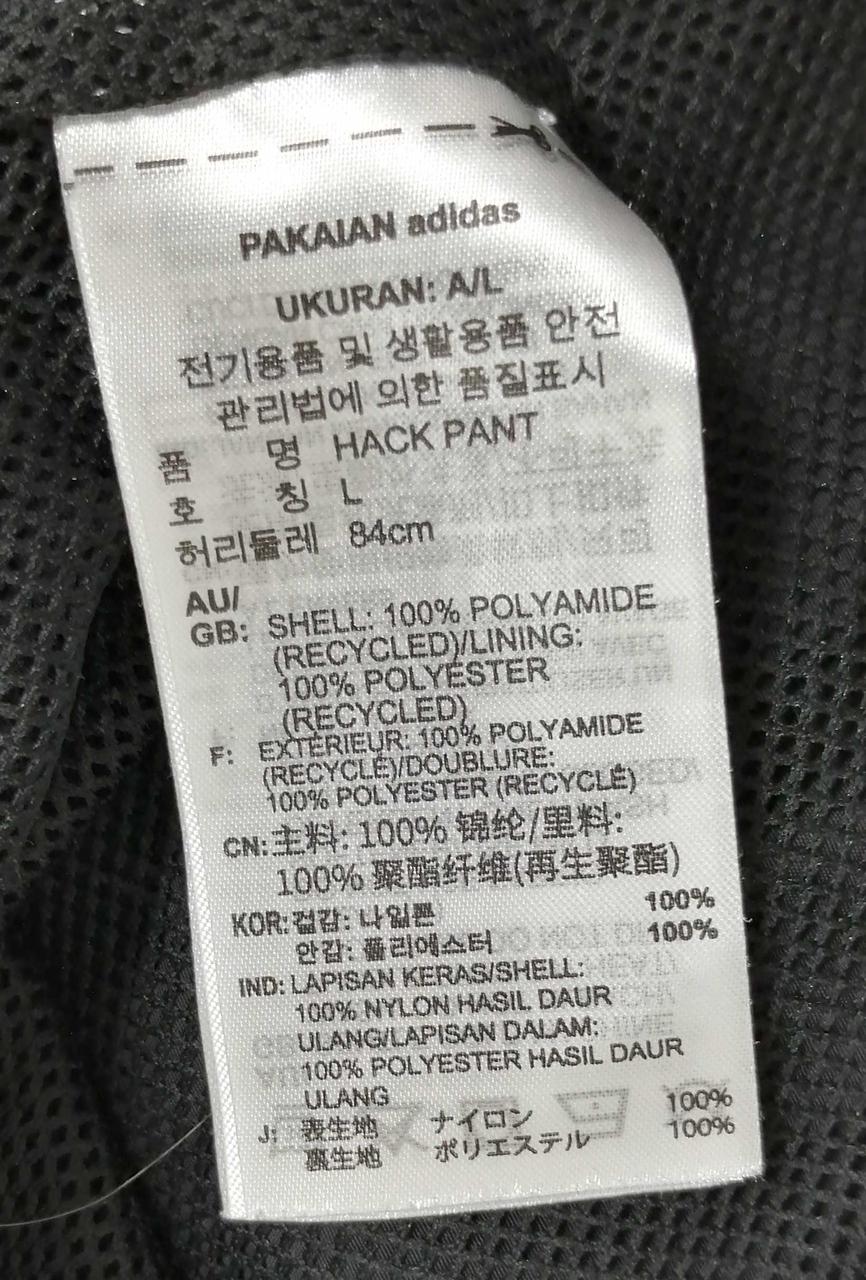 PAKAIAN adidas
UKURAN: A/L
전기용품 및 생활용품 안전
관리법에 의한 품질표시
품 명 HACK PANT
호 칭 L
허리둘레 84cm
AU/
GB: SHELL: 100% POLYAMIDE
(RECYCLED)/LINING:
100% POLYESTER
(RECYCLED)
F: EXTÉRIEUR: 100% POLYAMIDE
(RECYCLÉ)/DOUBLURE:
100% POLYESTER (RECYCLÉ)
CN: 主料: 100% 锦纶/里料:
100% 聚酯纤维(再生聚酯)
KOR: 겉감: 나일론 100%
안감: 폴리에스터 100%
IND: LAPISAN KERAS/SHELL:
100% NYLON HASIL DAUR
ULANG/LAPISAN DALAM:
100% POLYESTER HASIL DAUR
ULANG
J: 表生地 ナイロン 100%
裏生地 ポリエステル 100%